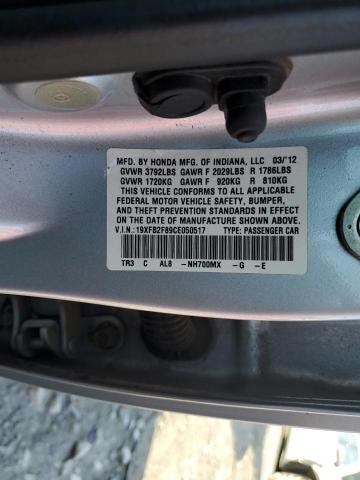 MFD. BY HONDA MFG. OF INDIANA, LLC 03/'12
GVWR 3792LBS GAWR F 2029LBS R 1786LBS
GVWR 1720KG GAWR F 920KG R 810KG
THIS VEHICLE CONFORMS TO ALL APPLICABLE
FEDERAL MOTOR VEHICLE SAFETY, BUMPER,
AND THEFT PREVENTION STANDARDS IN
EFFECT ON THE DATE OF MANUFACTURE
SHOWN ABOVE.
V.I.N.: 19XFB2F89CE050517 TYPE: PASSENGER CAR
TR3 C AL8 -NH700MX -G -E